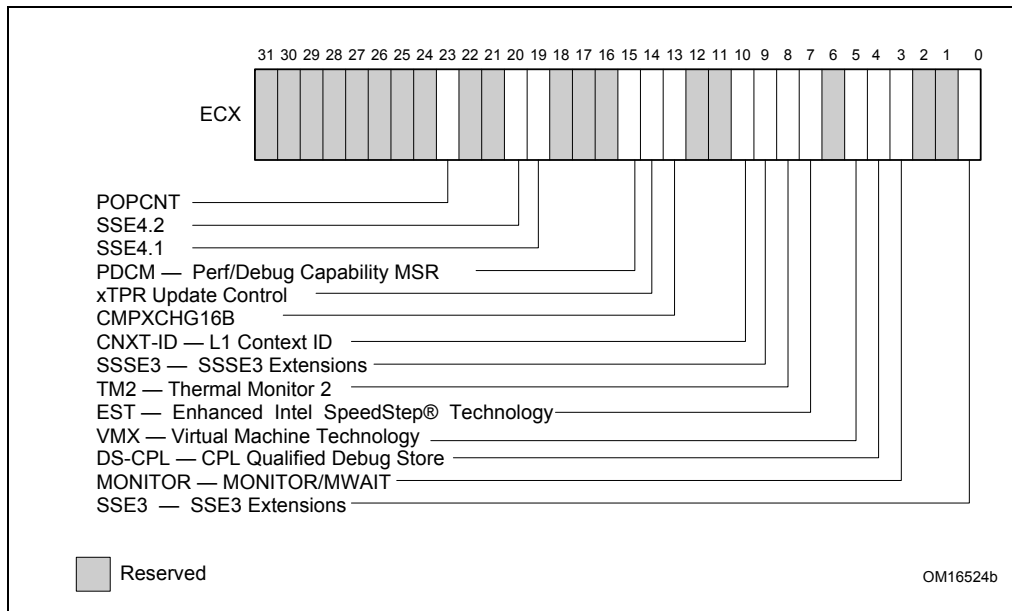 31 30 29 28 27 26 25 24 23 22 21 20 19 18 17 16 15 14 13 12 11 10 9 8 7 6 5 4 3 2 1 0
ECX
POPCNT
SSE4.2
SSE4.1
PDCM — Perf/Debug Capability MSR
xTPR Update Control
CMPXCHG16B
CNXT-ID — L1 Context ID
SSSE3 — SSSE3 Extensions
TM2 — Thermal Monitor 2
EST — Enhanced Intel SpeedStep® Technology
VMX — Virtual Machine Technology
DS-CPL — CPL Qualified Debug Store
MONITOR — MONITOR/MWAIT
SSE3 — SSE3 Extensions
Reserved
OM16524b